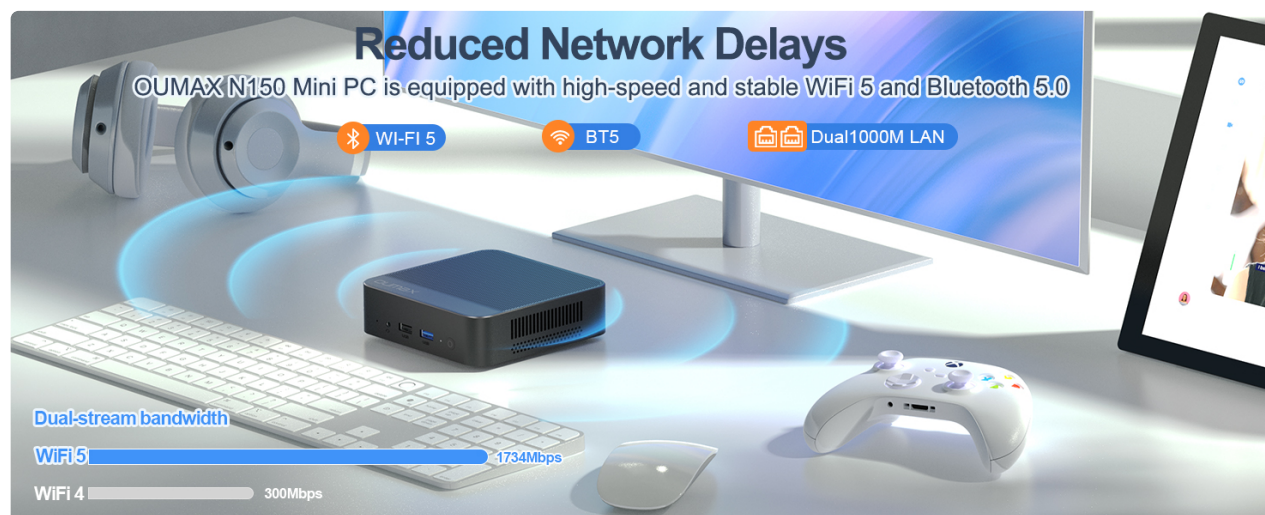 Reduced Network Delays
OUMAX N150 Mini PC is equipped with high-speed and stable WiFi 5 and Bluetooth 5.0
WI-FI 5
BT5
Dual1000M LAN
OUMAX
Dual-stream bandwidth
WiFi 5 1734Mbps
WiFi 4 300Mbps